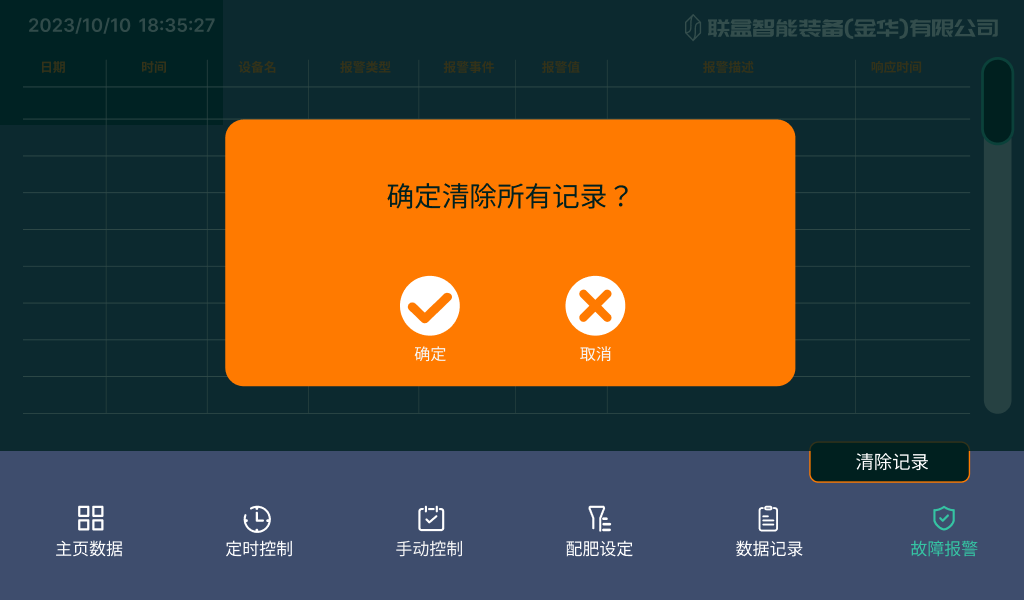 2023/10/10 18:35:27
联盒智能装备(金华)有限公司
日期 时间 设备名 报警类型 报警事件 报警值 报警描述 响应时间
确定清除所有记录？
确定 取消
清除记录
主页数据 定时控制 手动控制 配肥设定 数据记录 故障报警